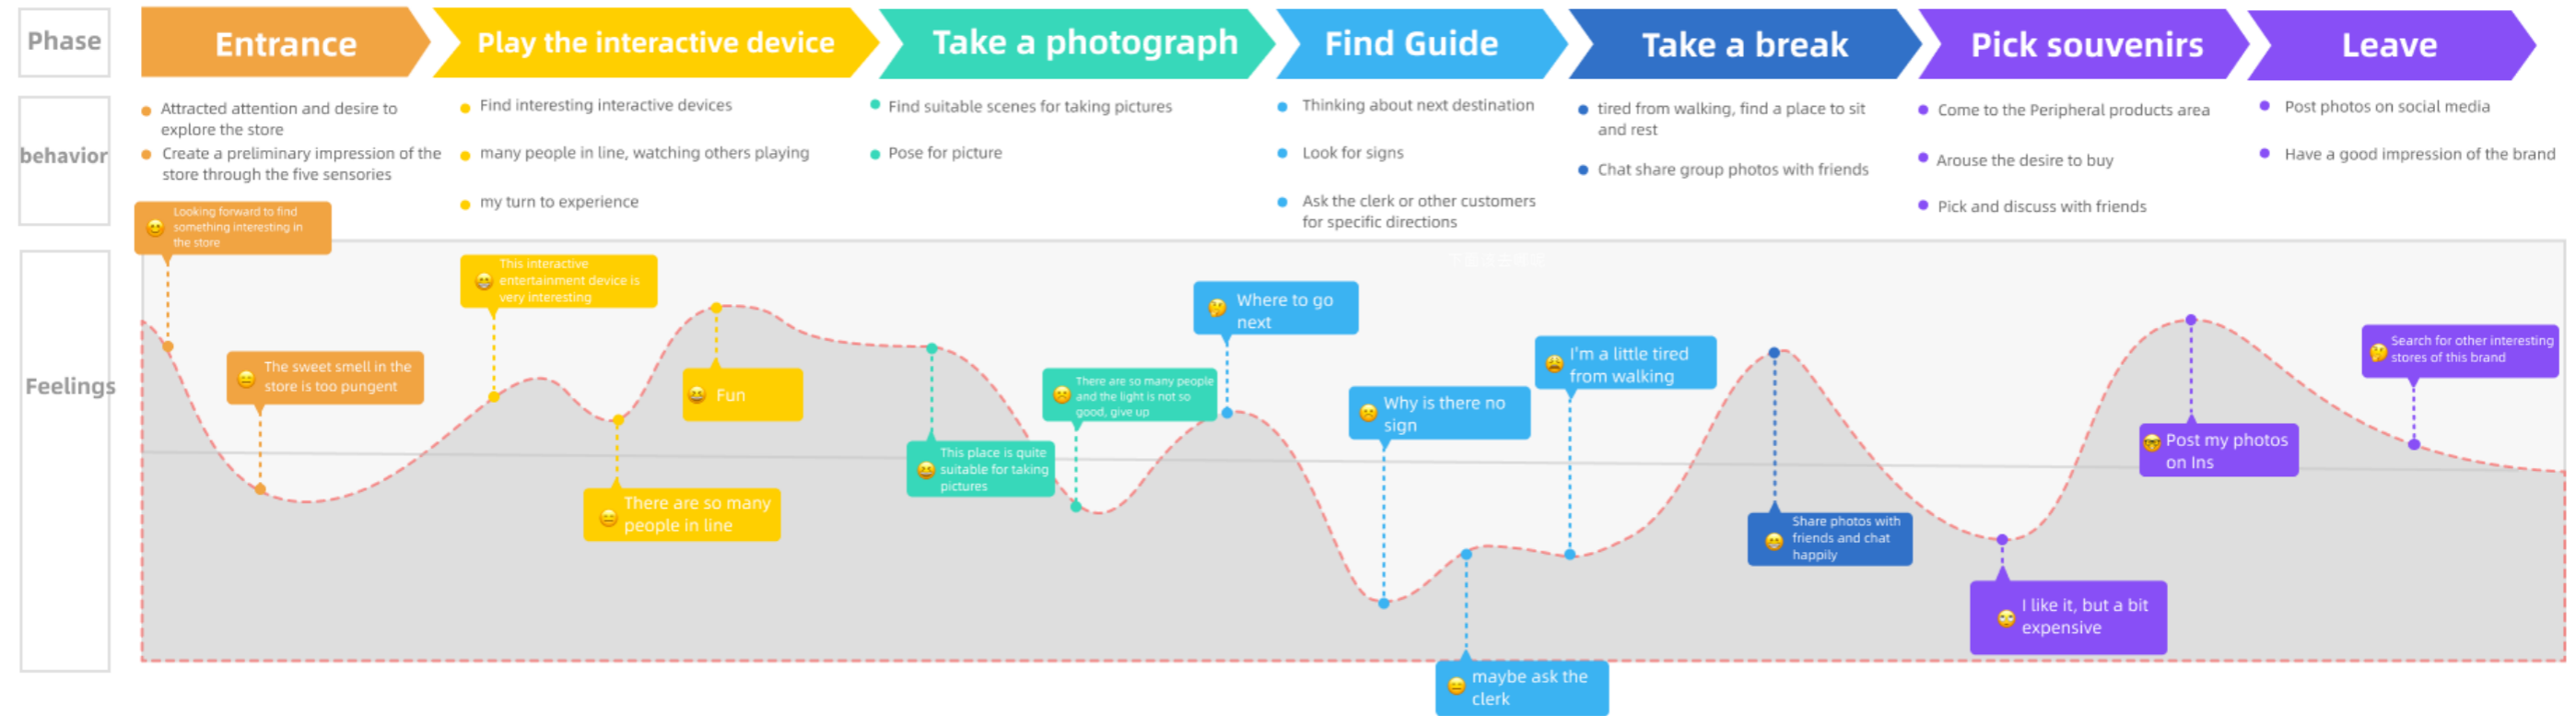 Phase
Entrance
Play the interactive device
Take a photograph
Find Guide
Take a break
Pick souvenirs
Leave
behavior
Attracted attention and desire to
explore the store
Create a preliminary impression of the
store through the five sensories
Find interesting interactive devices
many people in line, watching others playing
my turn to experience
Find suitable scenes for taking pictures
Pose for picture
Thinking about next destination
Look for signs
Ask the clerk or other customers
for specific directions
tired from walking, find a place to sit
and rest
Chat share group photos with friends
Come to the Peripheral products area
Arouse the desire to buy
Pick and discuss with friends
Post photos on social media
Have a good impression of the brand
Feelings
Looking forward to find
something interesting in
the store
The sweet smell in the
store is too pungent
This interactive
entertainment device is
very interesting
There are so many
people in line
Fun
This place is quite
suitable for taking
pictures
There are so many people
and the light is not so
good, give up
Where to go
next
Why is there no
sign
maybe ask the
clerk
I'm a little tired
from walking
Share photos with
friends and chat
happily
I like it, but a bit
expensive
Post my photos
on Ins
Search for other interesting
stores of this brand